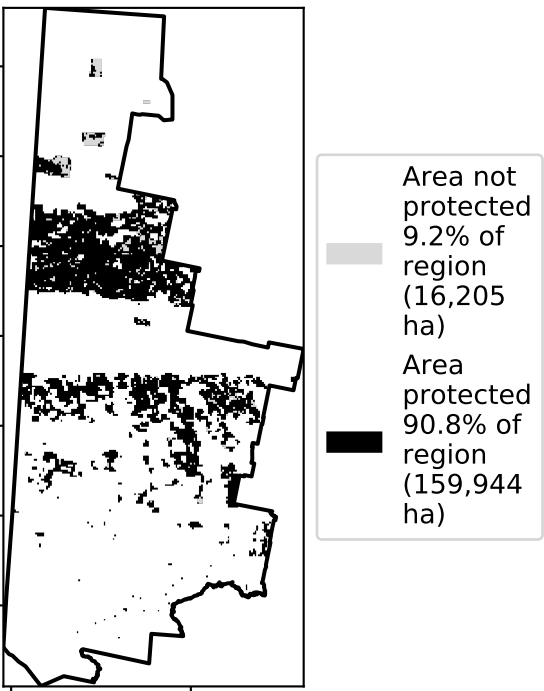 Area not
protected
9.2% of
region
(16,205
ha)
Area
protected
90.8% of
region
(159,944
ha)